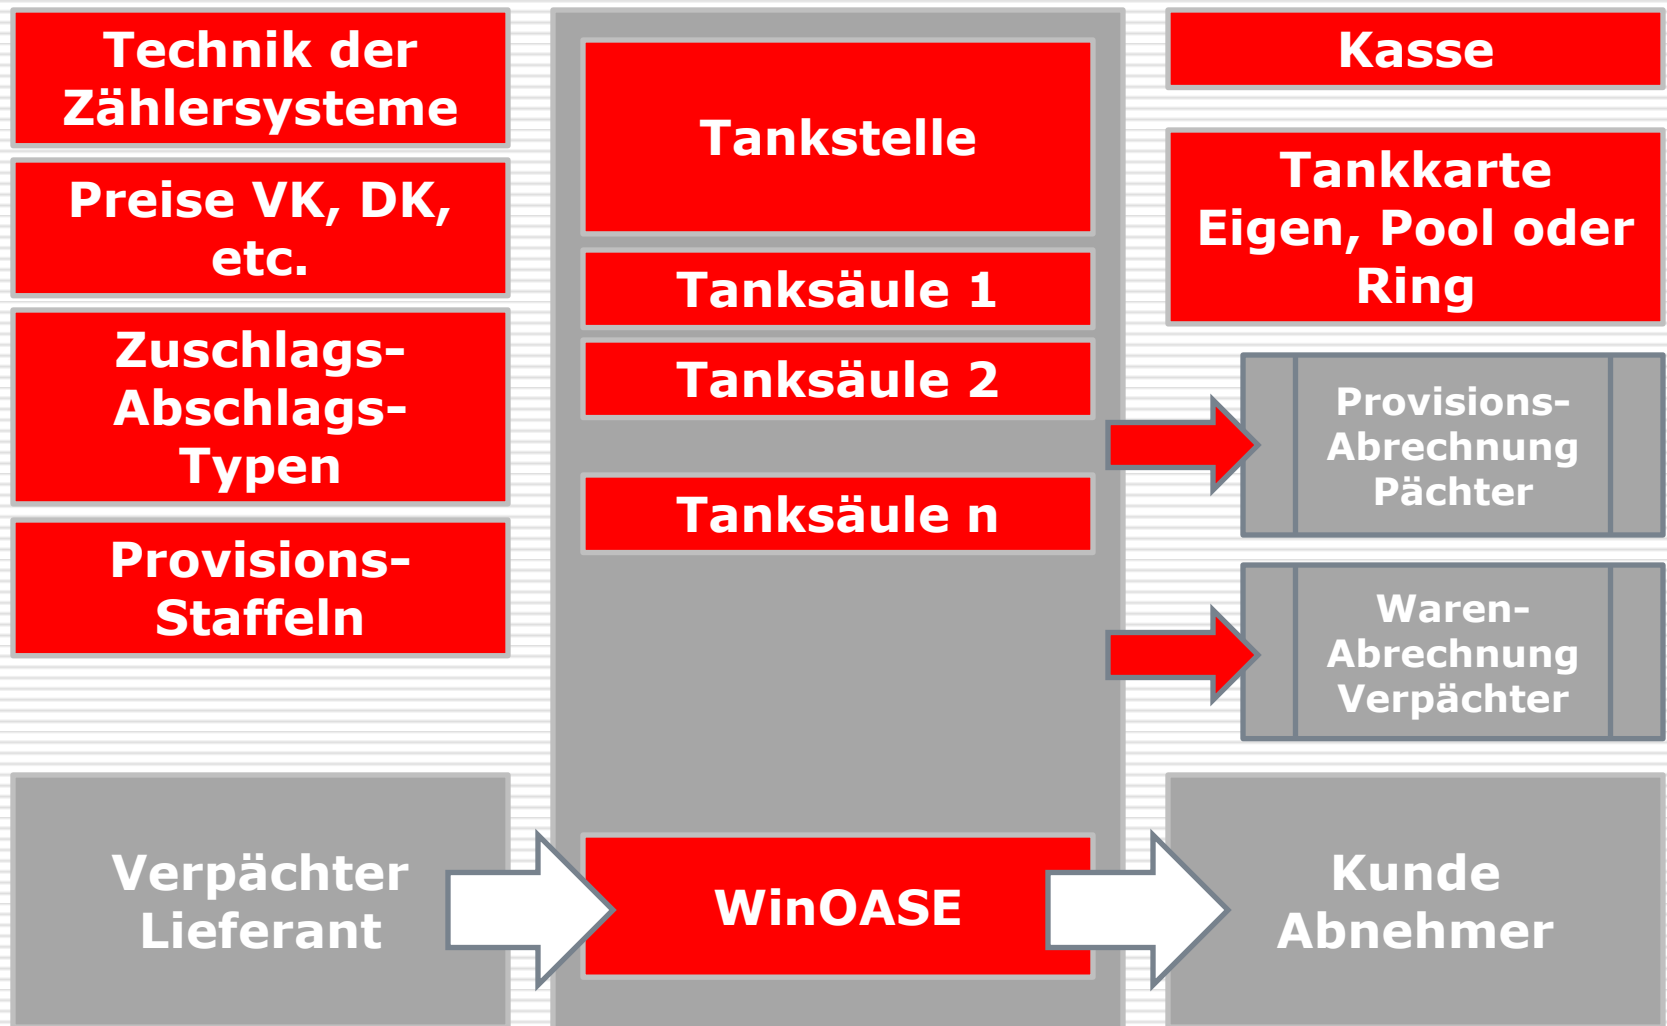 Technik der
Zählersysteme
Preise VK, DK,
etc.
Zuschlags-
Abschlags-
Typen
Provisions-
Staffeln
Verpächter
Lieferant
Tankstelle
Tanksäule 1
Tanksäule 2
Tanksäule n
WinOASE
Kasse
Tankkarte
Eigen, Pool oder
Ring
Provisions-
Abrechnung
Pächter
Waren-
Abrechnung
Verpächter
Kunde
Abnehmer